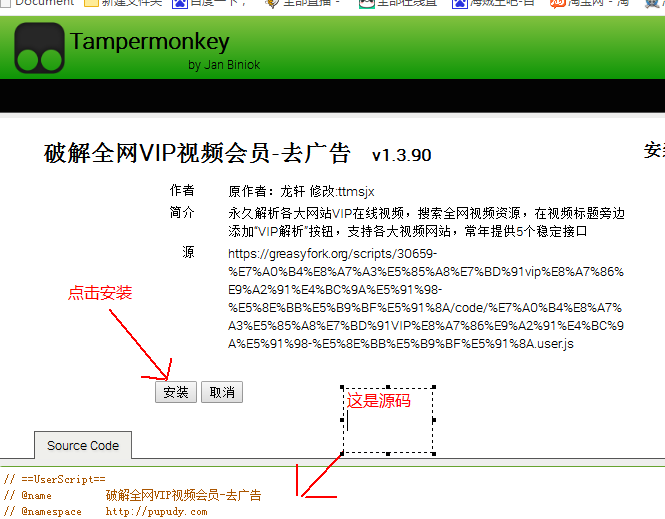 Document 新建文件夹 百度一下，全部直播 - 全部在线直 海贼王吧-百 淘宝网 - 淘
Tampermonkey
by Jan Biniok
破解全网VIP视频会员-去广告 v1.3.90 安
作者 原作者：龙轩 修改:ttmsjx
简介 永久解析各大网站VIP在线视频，搜索全网视频资源，在视频标题旁边
添加"VIP解析"按钮，支持各大视频网站，常年提供5个稳定接口
源 https://greasyfork.org/scripts/30659-
%E7%A0%B4%E8%A7%A3%E5%85%A8%E7%BD%91vip%E8%A7%86%
E9%A2%91%E4%BC%9A%E5%91%98-
%E5%8E%BB%E5%B9%BF%E5%91%8A/code/%E7%A0%B4%E8%A7%
A3%E5%85%A8%E7%BD%91VIP%E8%A7%86%E9%A2%91%E4%BC%9
A%E5%91%98-%E5%8E%BB%E5%B9%BF%E5%91%8A.user.js
点击安装
安装 取消
这是源码
Source Code
// ==UserScript==
// @name 破解全网VIP视频会员-去广告
// @namespace http://pupudy.com